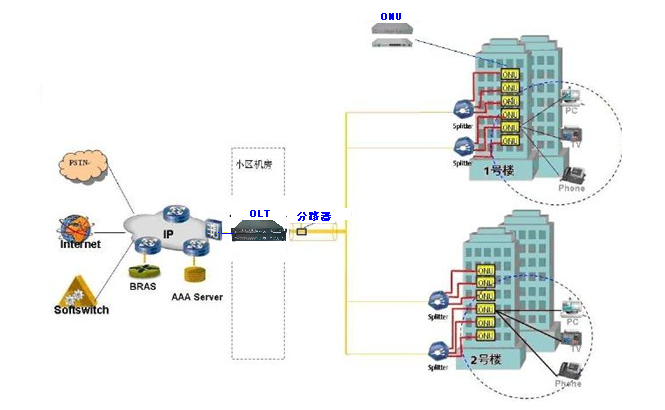 ONU
ONU
ONU
ONU
ONU
ONU
ONU
Splitter
Splitter
PC
TV
Phone
1号楼
小区机房
PSTN
Internet
Softswitch
IP
BRAS
AAA Server
OLT
分路器
ONU
ONU
ONU
ONU
ONU
ONU
Splitter
Splitter
PC
TV
Phone
2号楼